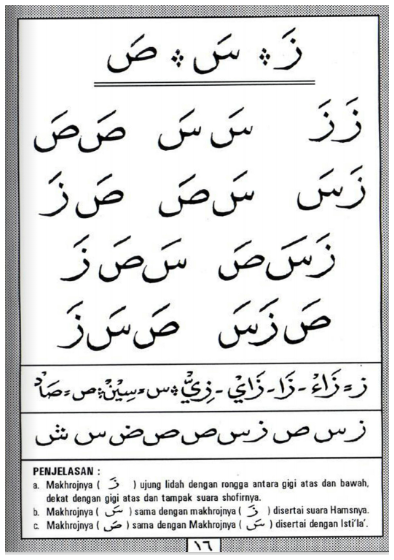 زَ ؞ سَ ؞ صَ
زَ زَ سَ سَ صَ صَ
زَ سَ سَ صَ صَ زَ
زَ سَ صَ سَ صَ زَ
صَ زَ سَ صَ سَ زَ
ز = زَاءْ - زَا - زَايْ - زِيٌّ ؞ س = سِيْنْ ؞ ص = صَادْ
ز س ص ز س ص ص ض س ش
PENJELASAN :
a. Makhrojnya ( زَ ) ujung lidah dengan rongga antara gigi atas dan bawah,
dekat dengan gigi atas dan tampak suara shofirnya.
b. Makhrojnya ( سَ ) sama dengan makhrojnya ( زَ ) disertai suara Hamsnya.
c. Makhrojnya ( صَ ) sama dengan Makhrojnya ( سَ ) disertai dengan Isti'la'.
١٦